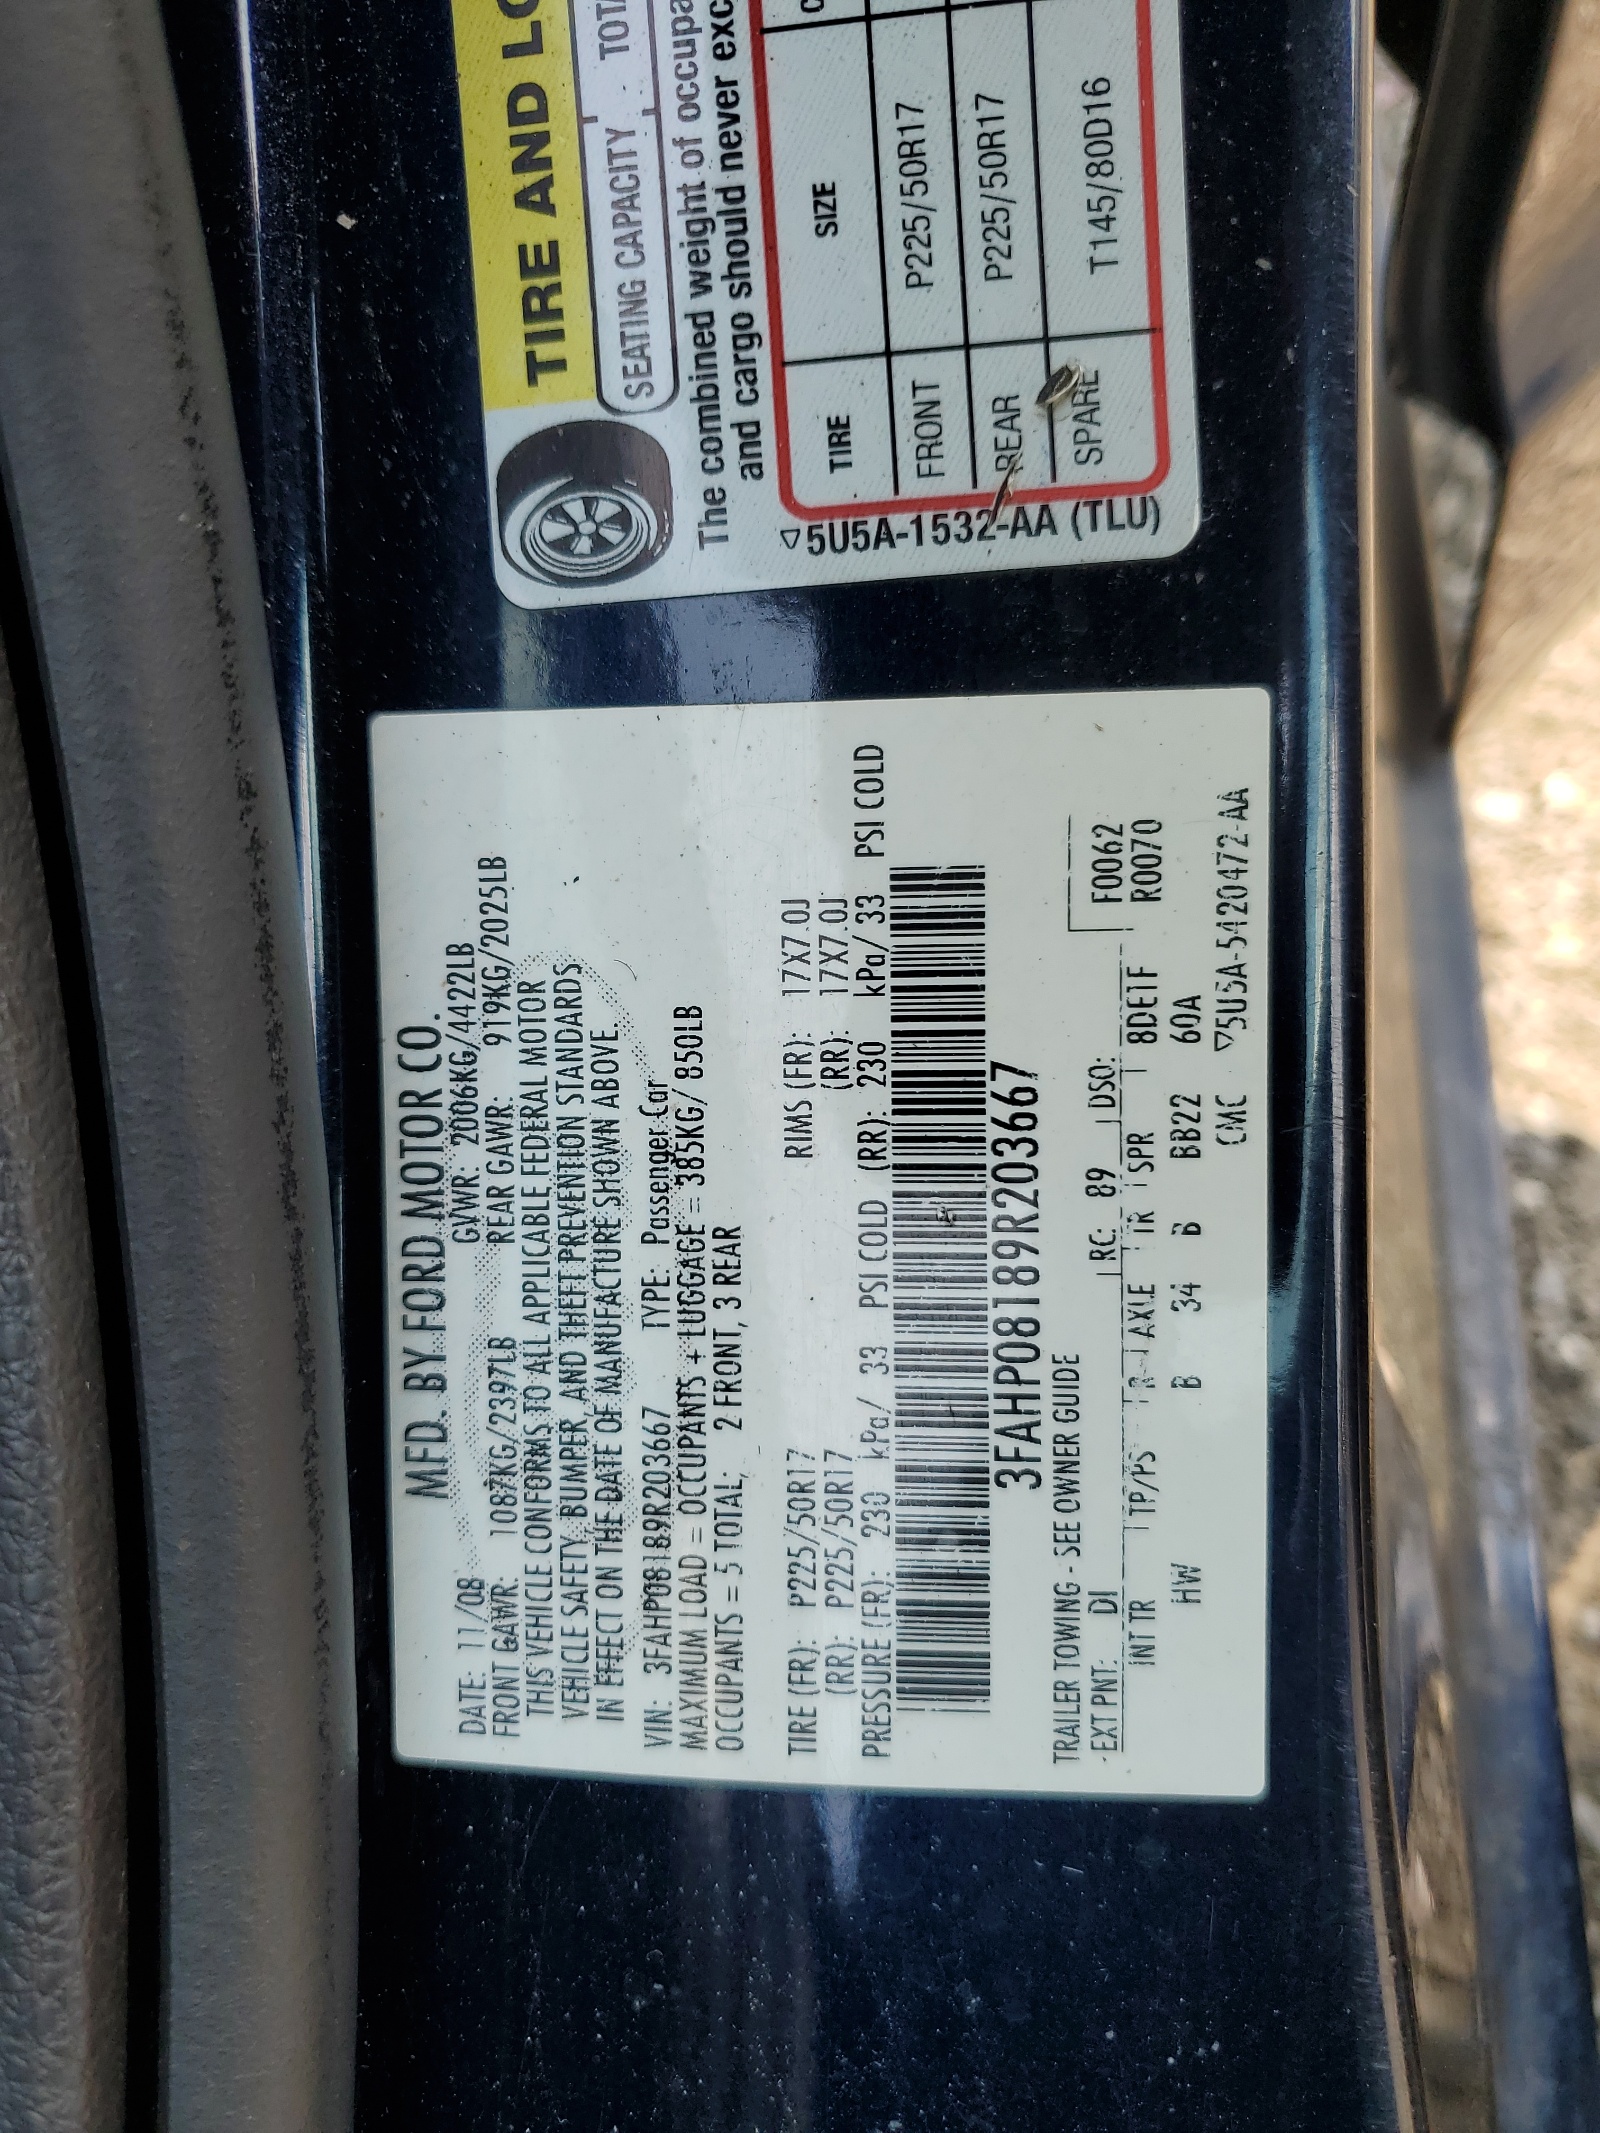 MFD. BY FORD MOTOR CO.
DATE: 11/08 GVWR: 2006KG/4422LB
FRONT GAWR: 1087KG/2397LB REAR GAWR: 919KG/2025LB
THIS VEHICLE CONFORMS TO ALL APPLICABLE FEDERAL MOTOR
VEHICLE SAFETY, BUMPER, AND THEFT PREVENTION STANDARDS
IN EFFECT ON THE DATE OF MANUFACTURE SHOWN ABOVE.
VIN: 3FAHP08189R203667 TYPE: Passenger Car
MAXIMUM LOAD = OCCUPANTS + LUGGAGE = 385KG/ 850LB
OCCUPANTS = 5 TOTAL, 2 FRONT, 3 REAR
TIRE (FR): P225/50R17 RIMS (FR): 17X7.0J
(RR): P225/50R17 (RR): 17X7.0J
PRESSURE (FR): 230 kPa/ 33 PSI COLD (RR): 230 kPa/ 33 PSI COLD
3FAHP08189R203667
TRAILER TOWING - SEE OWNER GUIDE
EXT PNT: DI RC: 89 DSO: F0062
INT TR TP/PS R AXLE TR SPR 8DE1F R0070
HW B 34 B BB22 60A
CMC ▽5U5A-5420472-AA
TIRE AND LO
SEATING CAPACITY TOTA
The combined weight of occupa
and cargo should never exc
TIRE SIZE C
FRONT P225/50R17
REAR P225/50R17
SPARE T145/80D16
▽5U5A-1532-AA (TLU)